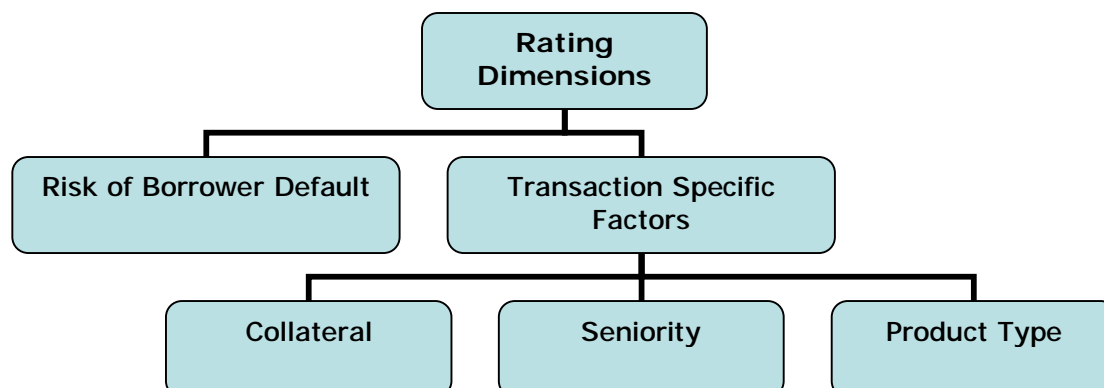 Rating
Dimensions
Risk of Borrower Default
Transaction Specific
Factors
Collateral
Seniority
Product Type